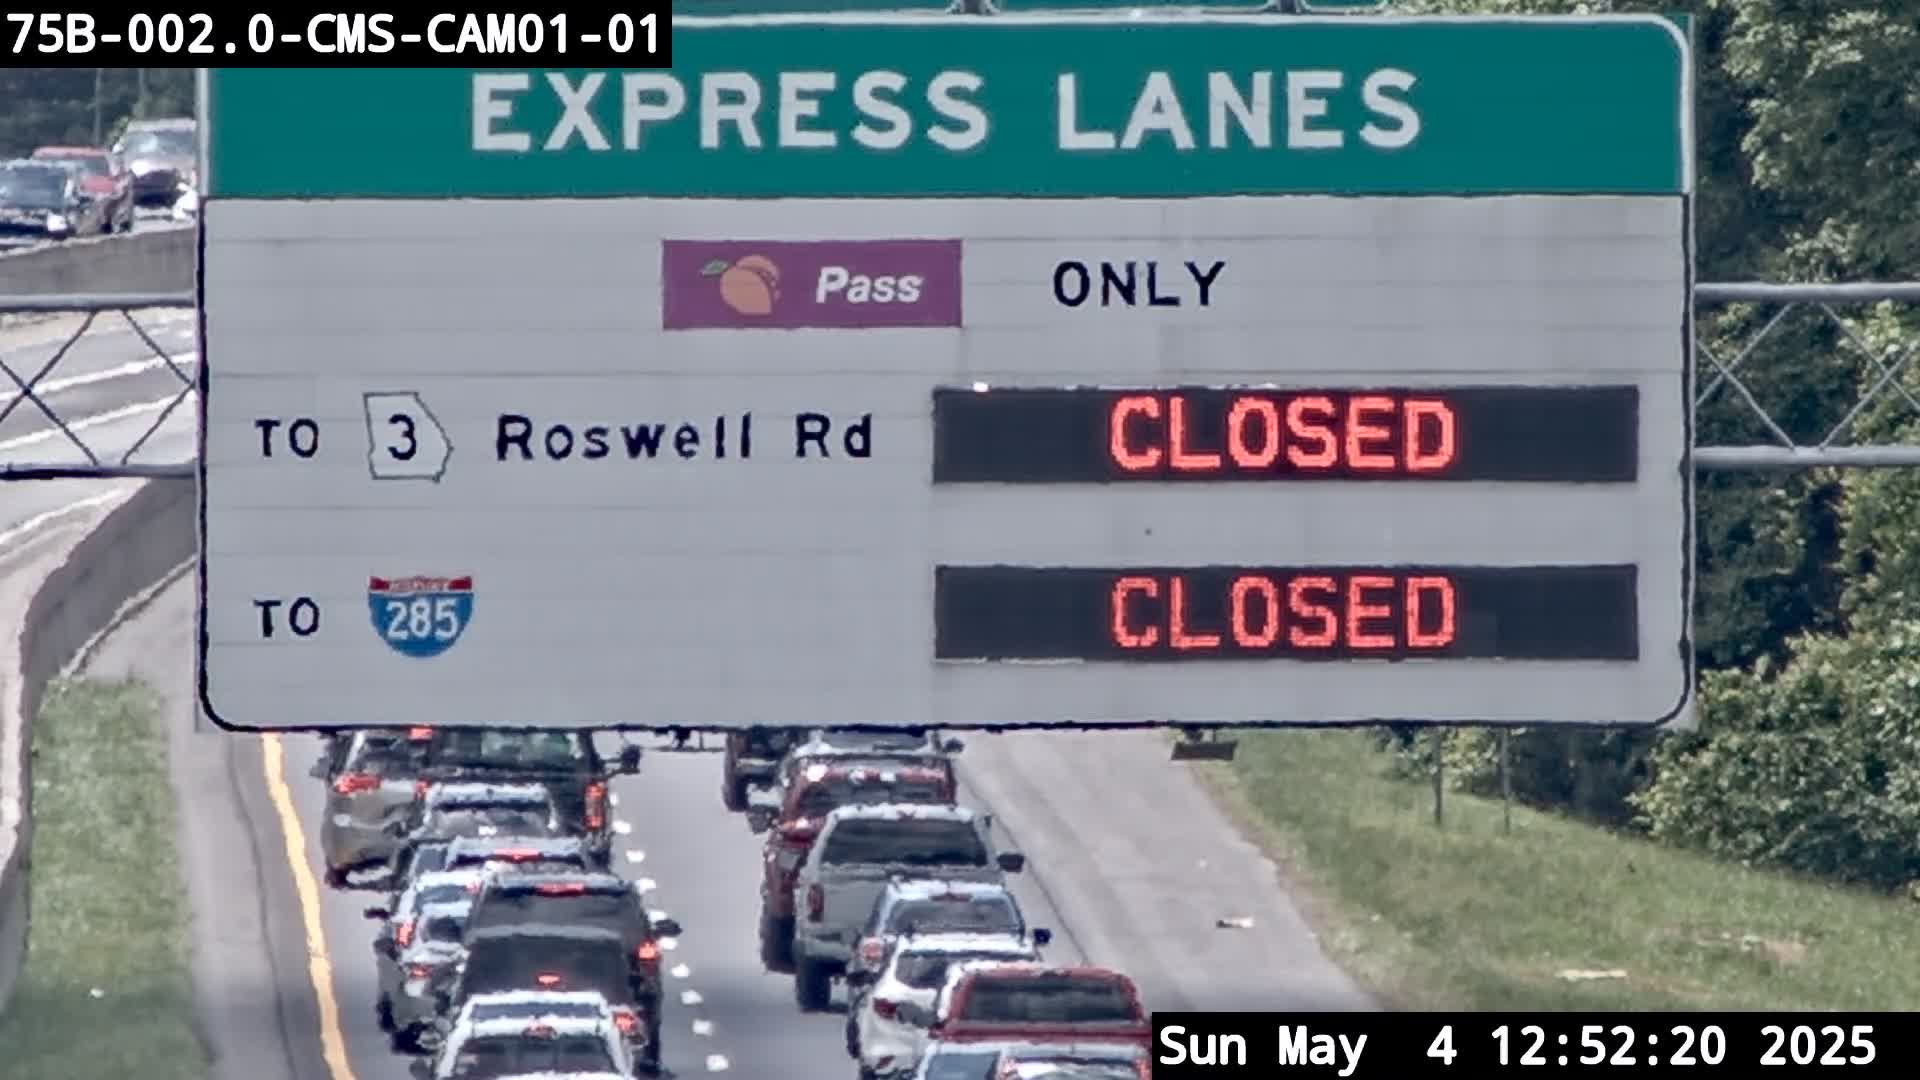 75B-002.0-CMS-CAM01-01
EXPRESS LANES
Pass ONLY
TO 3 Roswell Rd CLOSED
TO 285 CLOSED
Sun May 4 12:52:20 2025